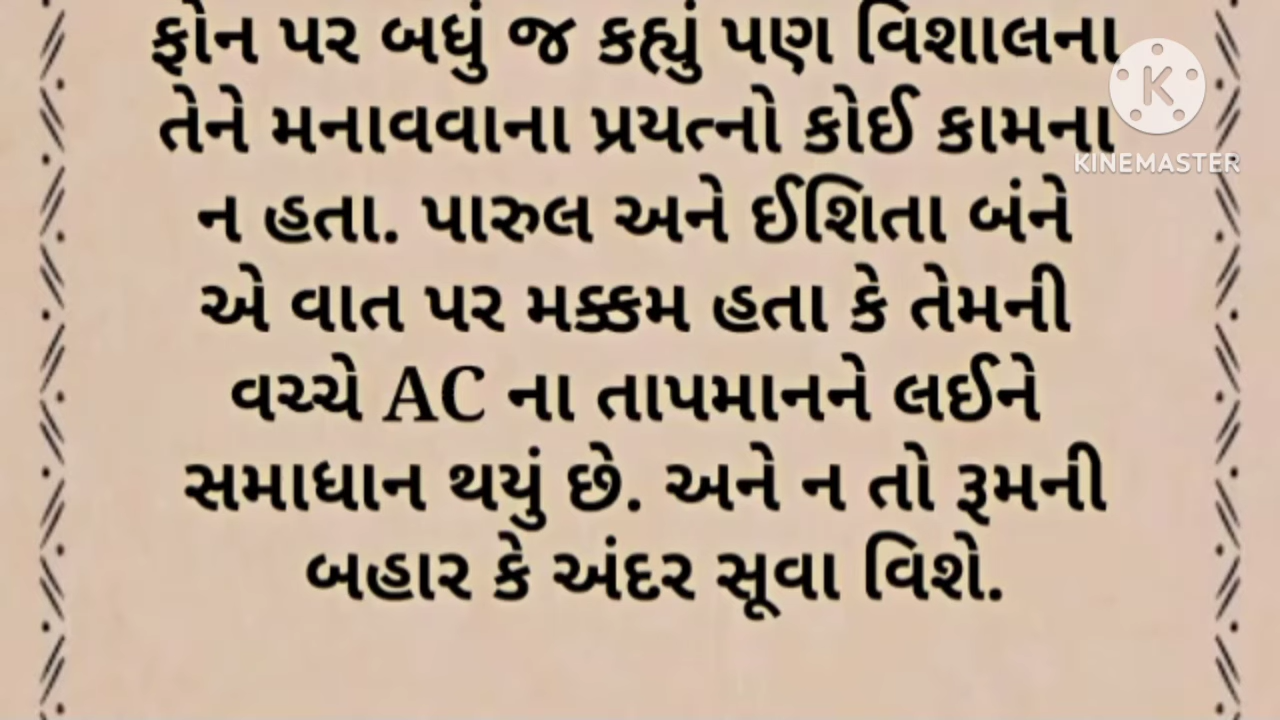 ફોન પર બધું જ કહ્યું પણ વિશાલના
તેને મનાવવાના પ્રયત્નો કોઈ કામના
ન હતા. પારુલ અને ઈશિતા બંને
એ વાત પર મક્કમ હતા કે તેમની
વચ્ચે AC ના તાપમાનને લઈને
સમાધાન થયું છે. અને ન તો રૂમની
બહાર કે અંદર સૂવા વિશે.
K
KINEMASTER